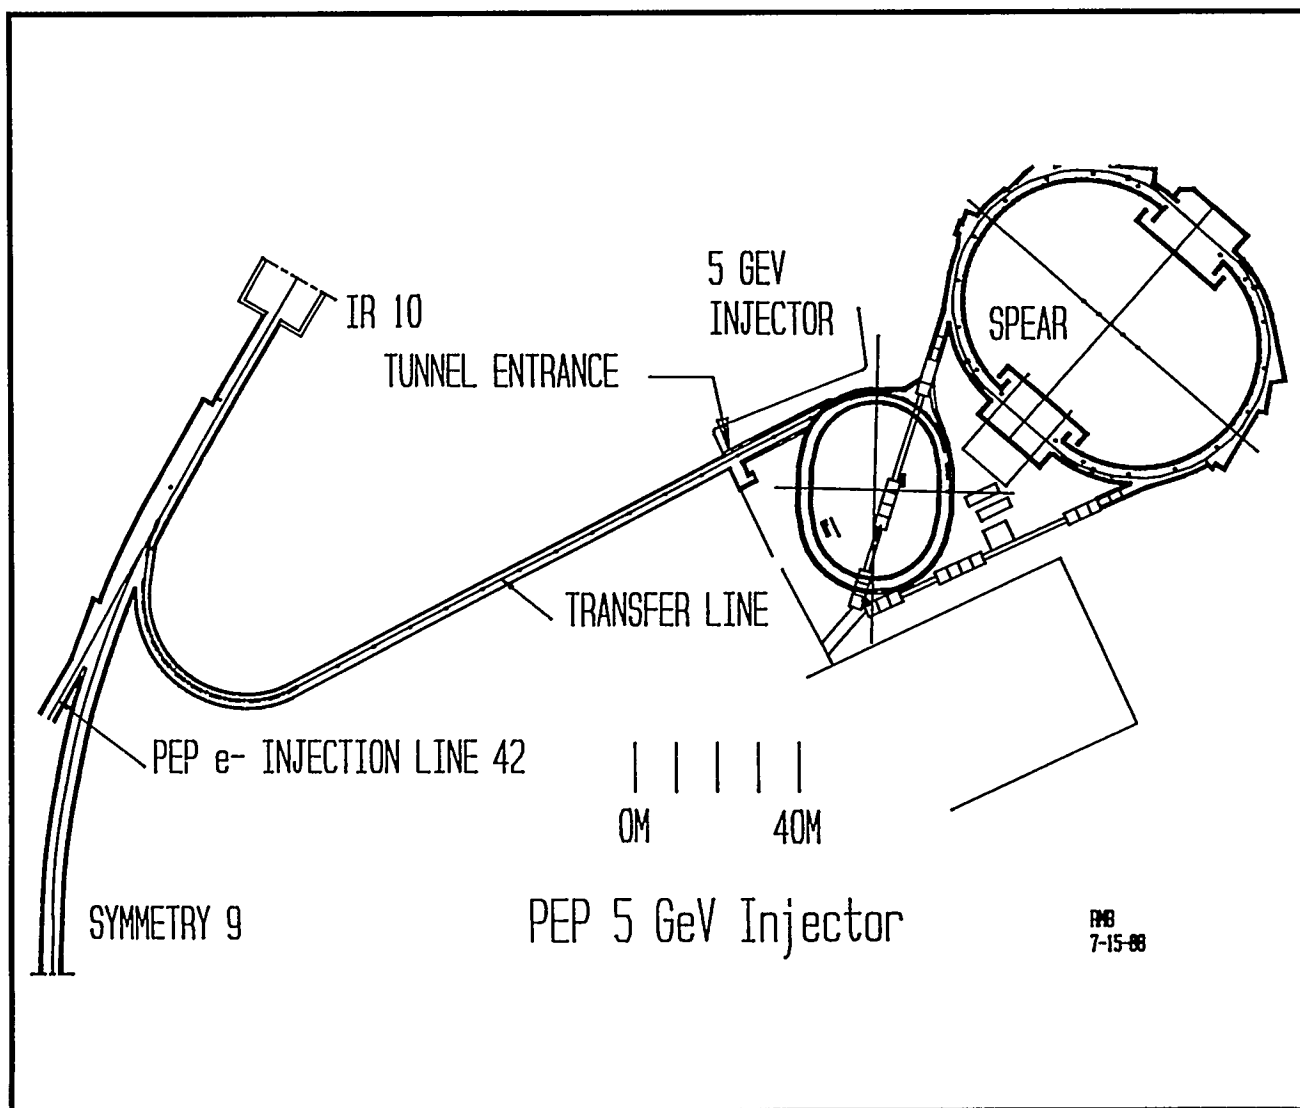 5 GEV
INJECTOR
IR 10
SPEAR
TUNNEL ENTRANCE
TRANSFER LINE
PEP e- INJECTION LINE 42
0M 40M
SYMMETRY 9
PEP 5 GeV Injector
RMB
7-15-88